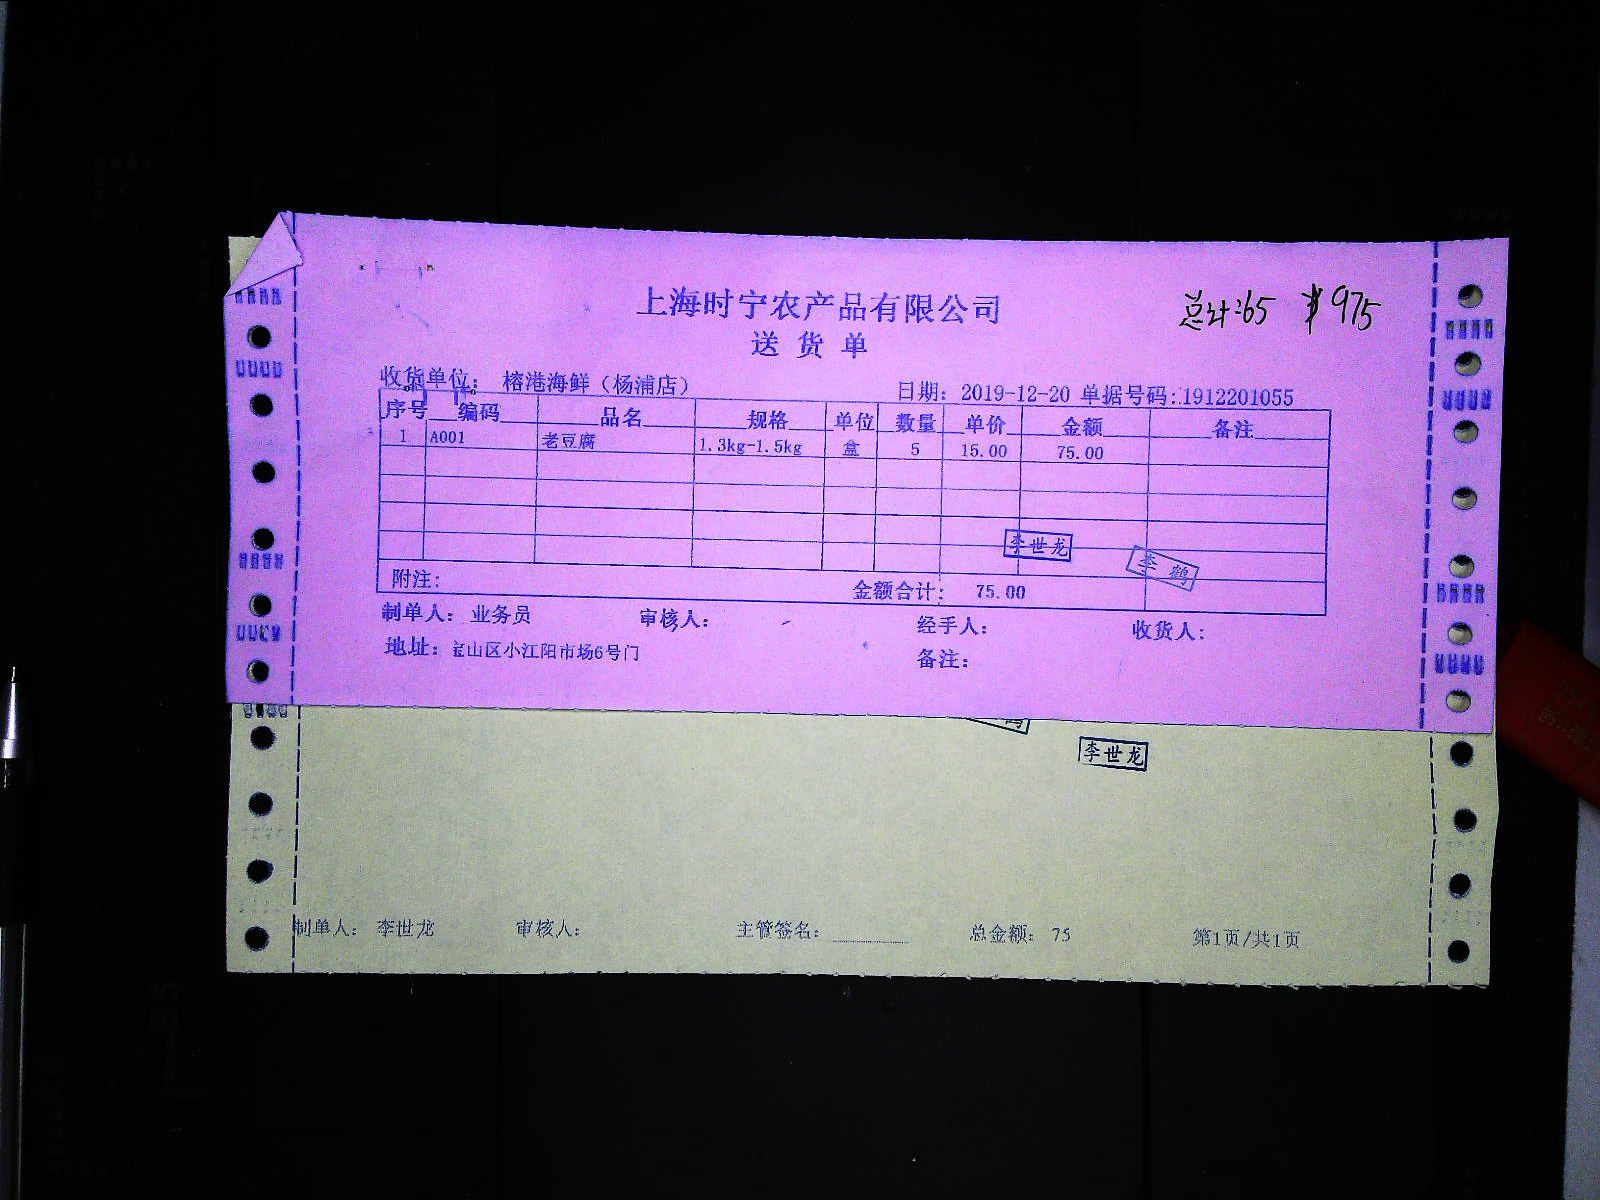 上海时宁农产品有限公司
总计:65 ¥975
送货单
收货单位: 榕港海鲜(杨浦店) 日期: 2019-12-20 单据号码:1912201055
序号 编码 品名 规格 单位 数量 单价 金额 备注
1 A001 老豆腐 1.3kg-1.5kg 盒 5 15.00 75.00
李世龙
李鹤
附注: 金额合计: 75.00
制单人: 业务员 审核人: 经手人: 收货人:
地址: 宝山区小江阳市场6号门 备注:
鹤
李世龙
制单人: 李世龙 审核人: 主管签名: 总金额: 75 第1页/共1页